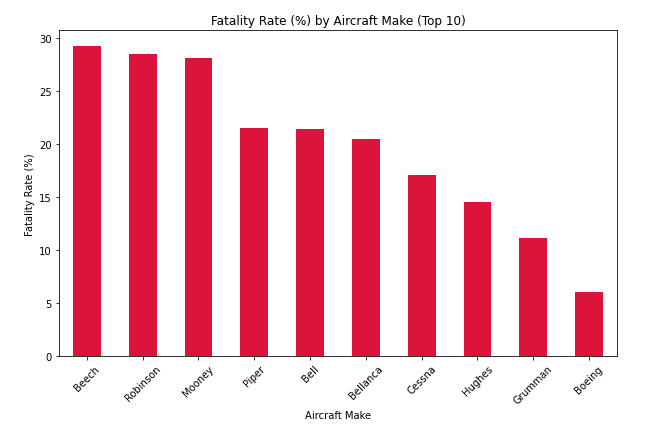 Fatality Rate (%) by Aircraft Make (Top 10)
Fatality Rate (%)
30
25
20
15
10
5
0
Beech
Robinson
Mooney
Piper
Bell
Bellanca
Cessna
Hughes
Grumman
Boeing
Aircraft Make